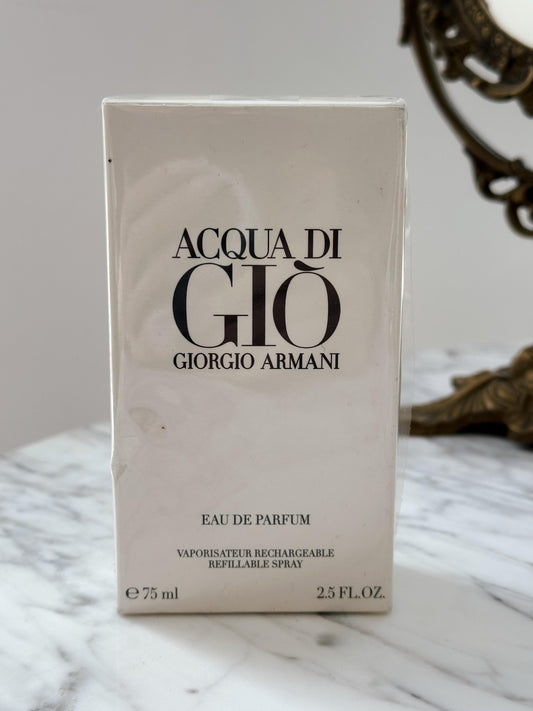 ACQUA DI
GIÒ
GIORGIO ARMANI
EAU DE PARFUM
VAPORISATEUR RECHARGEABLE
REFILLABLE SPRAY
℮ 75 ml 2.5 FL.OZ.